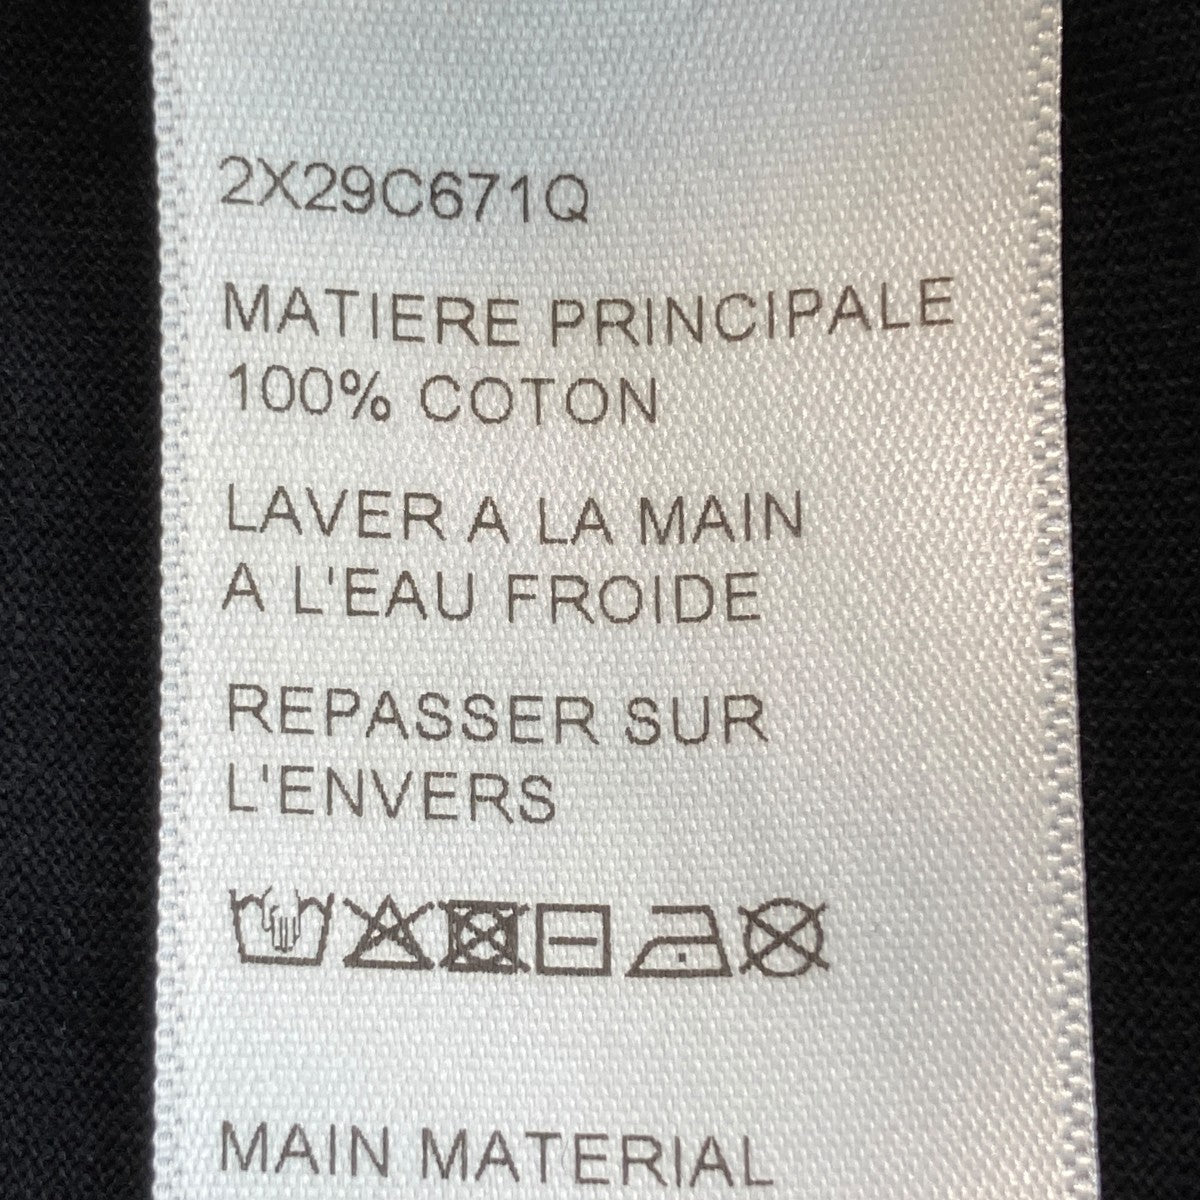 2X29C671Q
MATIERE PRINCIPALE
100% COTON
LAVER A LA MAIN
A L'EAU FROIDE
REPASSER SUR
L'ENVERS
MAIN MATERIAL